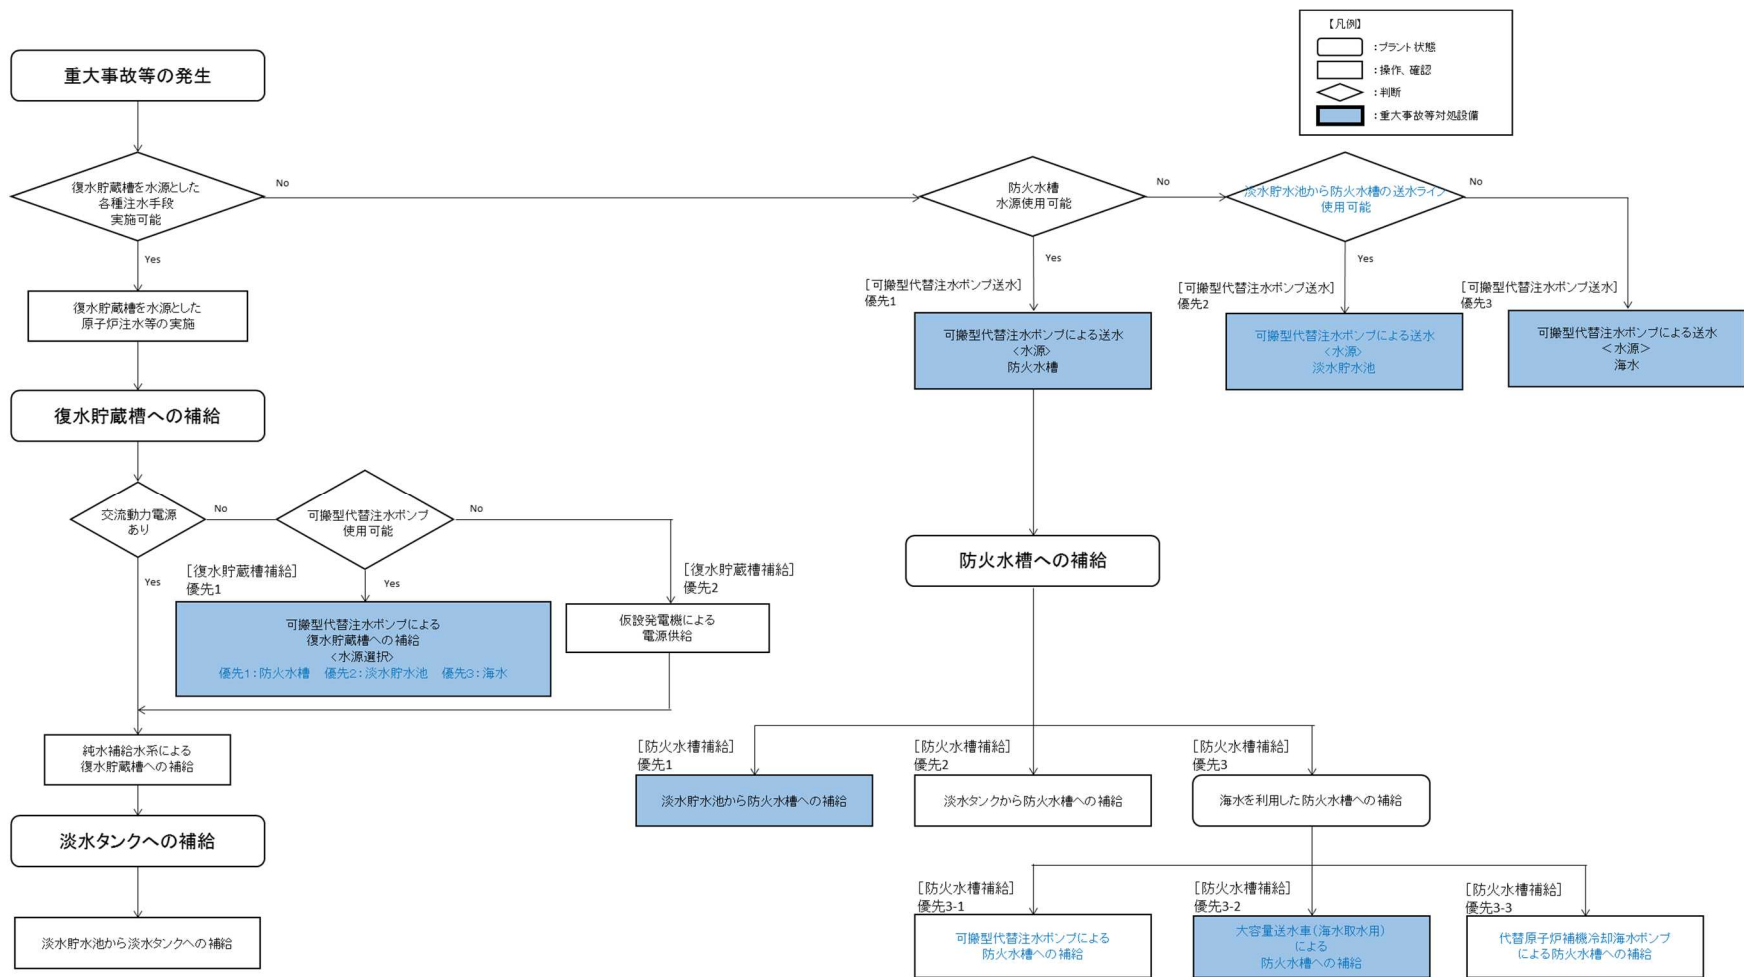 【凡例】
：プラント状態
：操作、確認
：判断
：重大事故等対処設備
重大事故等の発生
復水貯蔵槽を水源とした
各種注水手段
実施可能
No
Yes
防火水槽
水源使用可能
No
Yes
淡水貯水池から防火水槽の送水ライン
使用可能
No
Yes
復水貯蔵槽を水源とした
原子炉注水等の実施
[可搬型代替注水ポンプ送水]
優先1
可搬型代替注水ポンプによる送水
<水源>
防火水槽
[可搬型代替注水ポンプ送水]
優先2
可搬型代替注水ポンプによる送水
<水源>
淡水貯水池
[可搬型代替注水ポンプ送水]
優先3
可搬型代替注水ポンプによる送水
＜水源＞
海水
復水貯蔵槽への補給
交流動力電源
あり
No
Yes
可搬型代替注水ポンプ
使用可能
No
Yes
[復水貯蔵槽補給]
優先1
可搬型代替注水ポンプによる
復水貯蔵槽への補給
<水源選択>
優先1：防火水槽　優先2：淡水貯水池　優先3：海水
[復水貯蔵槽補給]
優先2
仮設発電機による
電源供給
純水補給水系による
復水貯蔵槽への補給
淡水タンクへの補給
淡水貯水池から淡水タンクへの補給
防火水槽への補給
[防火水槽補給]
優先1
淡水貯水池から防火水槽への補給
[防火水槽補給]
優先2
淡水タンクから防火水槽への補給
[防火水槽補給]
優先3
海水を利用した防火水槽への補給
[防火水槽補給]
優先3-1
可搬型代替注水ポンプによる
防火水槽への補給
[防火水槽補給]
優先3-2
大容量送水車(海水取水用)
による
防火水槽への補給
[防火水槽補給]
優先3-3
代替原子炉補機冷却海水ポンプ
による防火水槽への補給